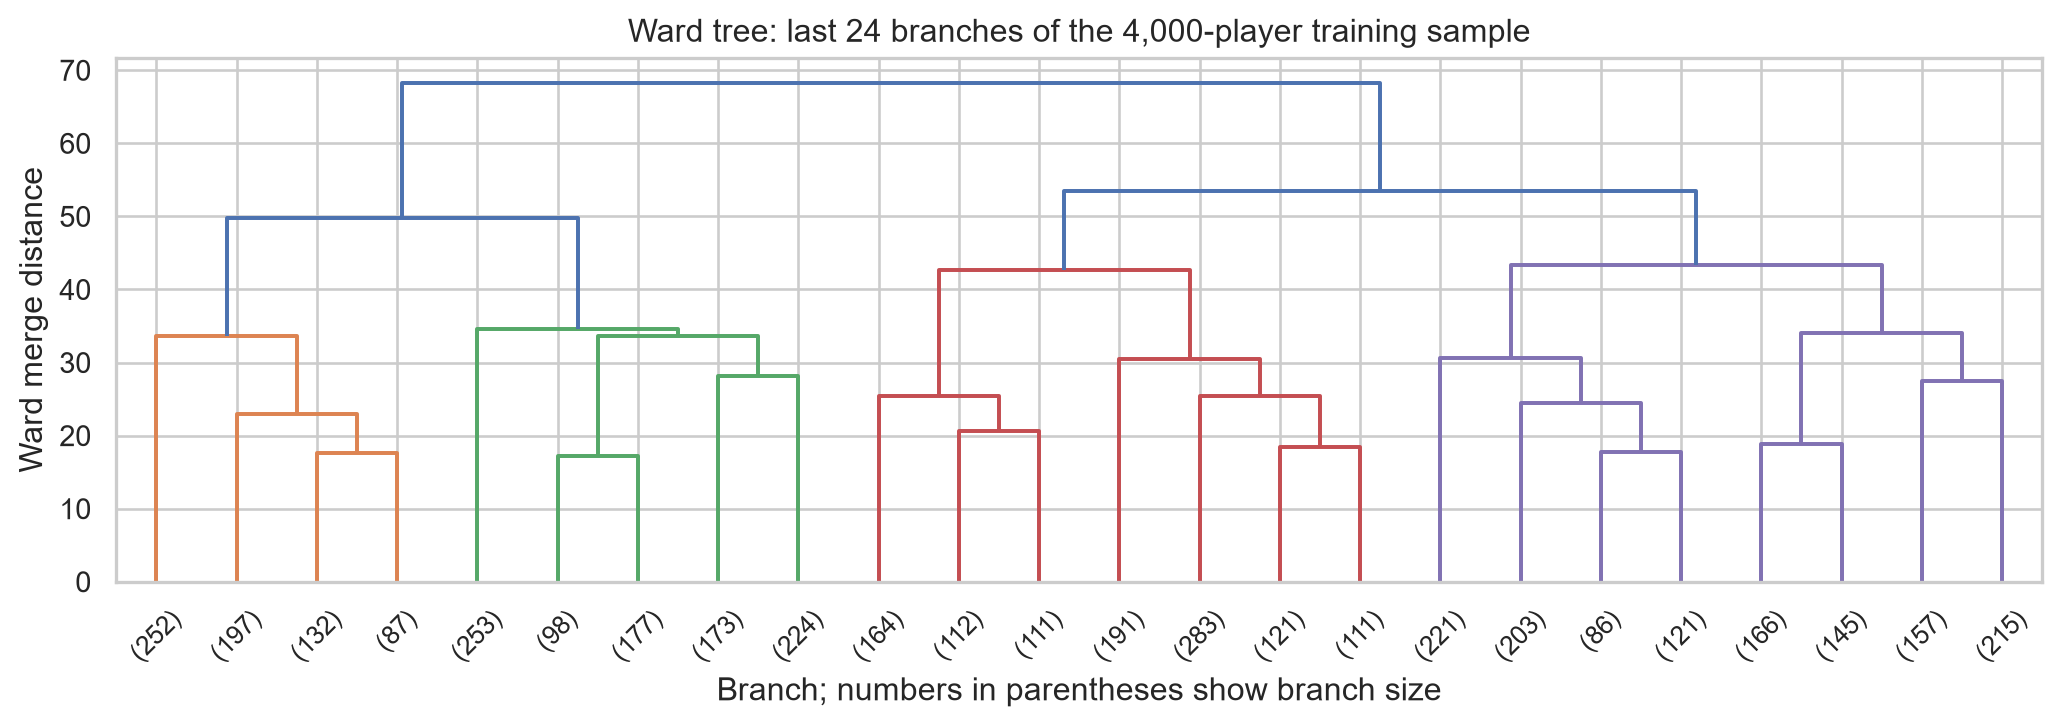 Ward tree: last 24 branches of the 4,000-player training sample
Ward merge distance
70
60
50
40
30
20
10
0
(252) (197) (132) (87) (253) (98) (177) (173) (224) (164) (112) (111) (191) (283) (121) (111) (221) (203) (86) (121) (166) (145) (157) (215)
Branch; numbers in parentheses show branch size